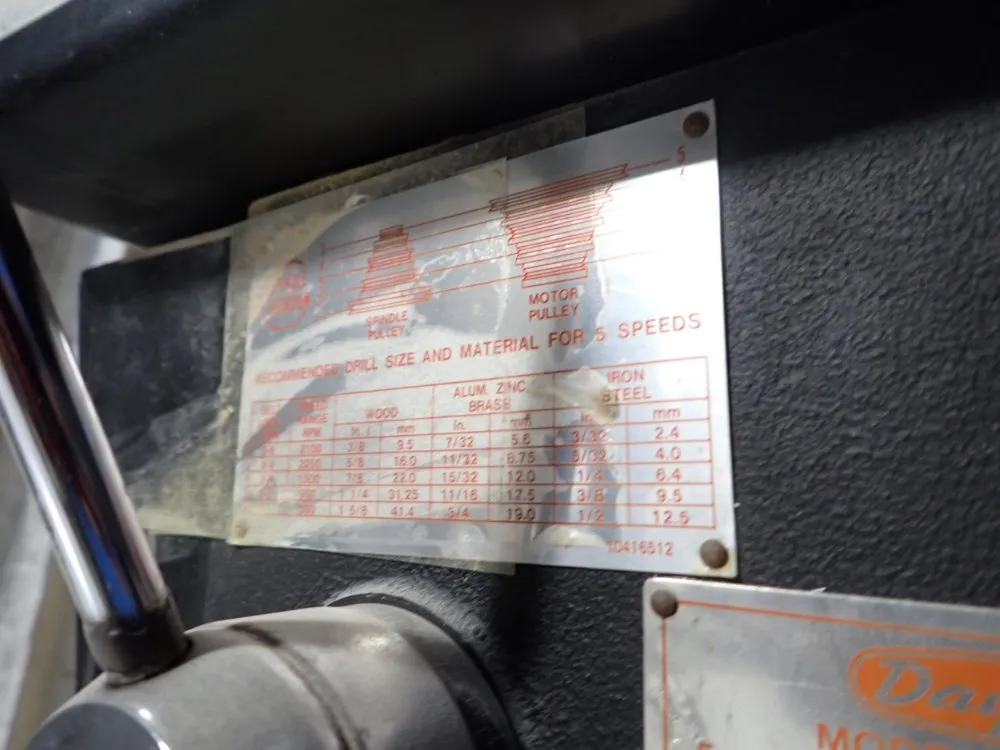 5
SPINDLE
PULLEY
MOTOR
PULLEY
RECOMMENDED DRILL SIZE AND MATERIAL FOR 5 SPEEDS
WOOD ALUM. ZINC BRASS IRON STEEL
RANGE
RPM In. mm In. mm In. mm
3/8 9.5 7/32 5.6 3/32 2.4
5/8 16.0 11/32 8.75 5/32 4.0
7/8 22.0 15/32 12.0 1/4 6.4
1 1/4 31.25 11/16 17.5 3/8 9.5
1 5/8 41.4 3/4 19.0 1/2 12.5
10416512